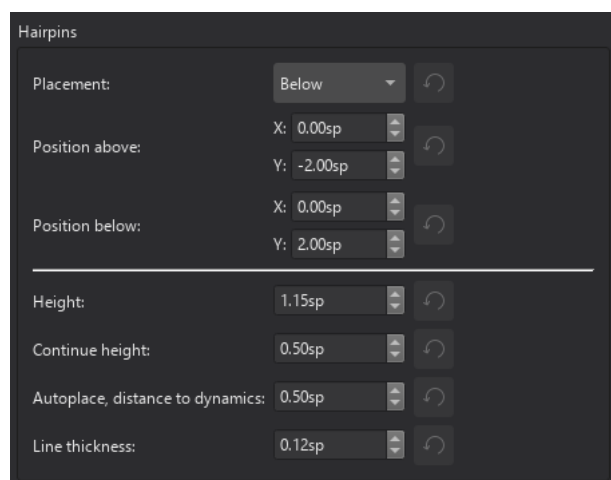 Hairpins
Placement: Below
Position above: X: 0.00sp
Y: -2.00sp
Position below: X: 0.00sp
Y: 2.00sp
Height: 1.15sp
Continue height: 0.50sp
Autoplace, distance to dynamics: 0.50sp
Line thickness: 0.12sp